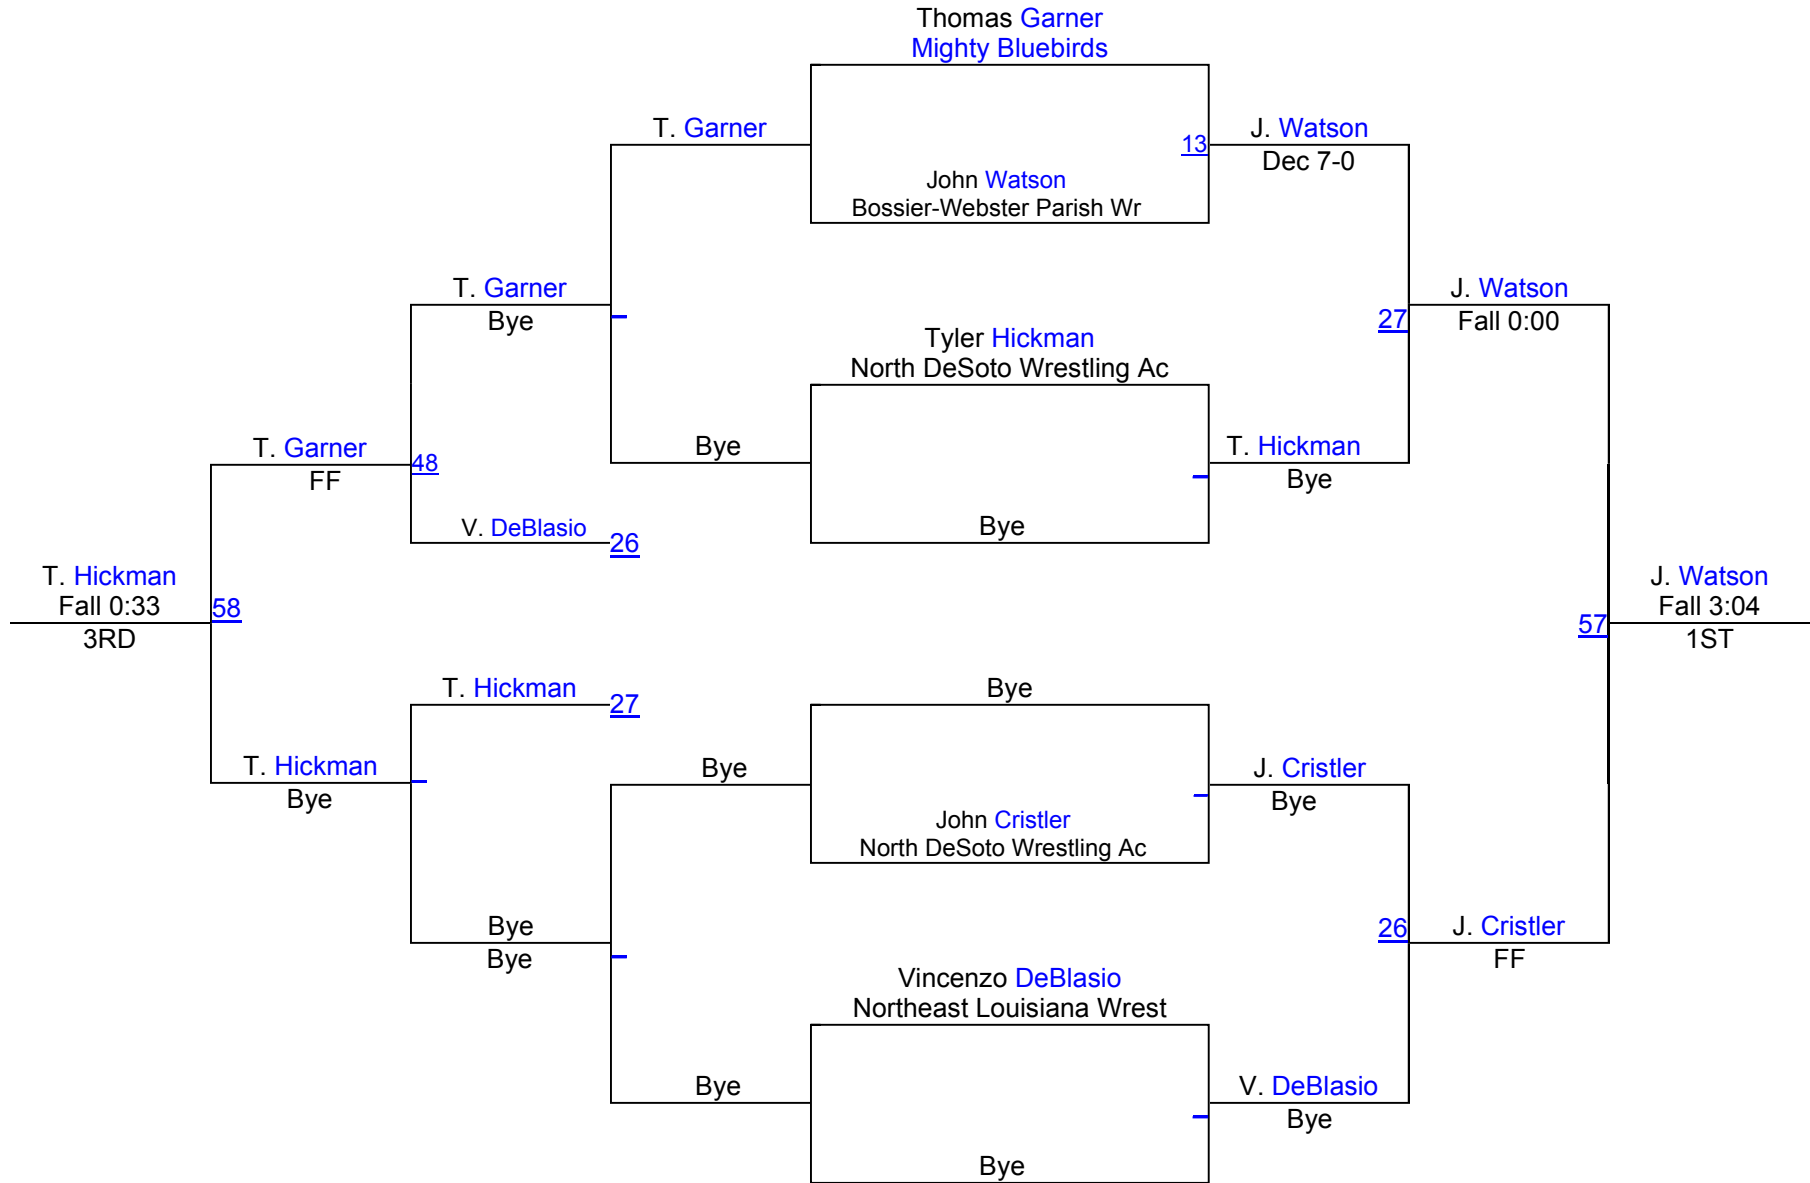 Thomas Garner
Mighty Bluebirds
T. Garner
13
J. Watson
Dec 7-0
John Watson
Bossier-Webster Parish Wr
T. Garner
Bye
J. Watson
27
Fall 0:00
Tyler Hickman
North DeSoto Wrestling Ac
T. Garner
48
FF
Bye
T. Hickman
Bye
V. DeBlasio
26
Bye
T. Hickman
Fall 0:33
58
3RD
J. Watson
Fall 3:04
57
1ST
T. Hickman
27
Bye
T. Hickman
Bye
Bye
J. Cristler
Bye
John Cristler
North DeSoto Wrestling Ac
Bye
Bye
26
J. Cristler
FF
Vincenzo DeBlasio
Northeast Louisiana Wrest
Bye
V. DeBlasio
Bye
Bye